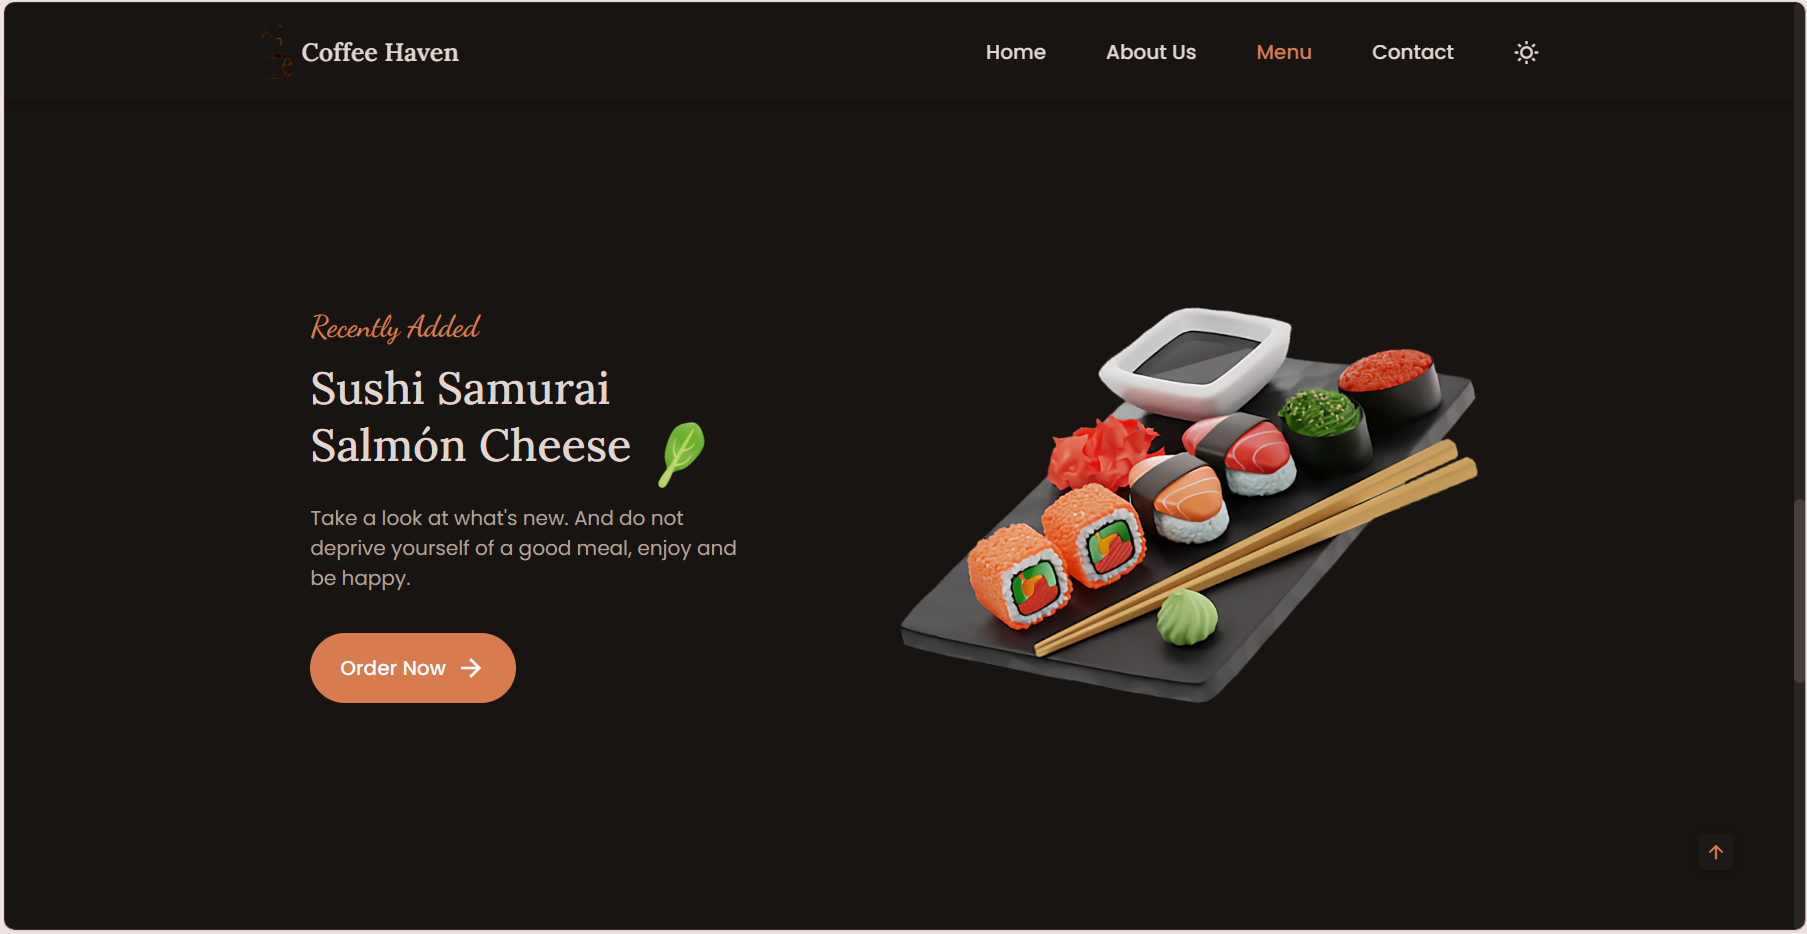 Coffee Haven
Home
About Us
Menu
Contact
Recently Added
Sushi Samurai
Salmón Cheese
Take a look at what's new. And do not
deprive yourself of a good meal, enjoy and
be happy.
Order Now